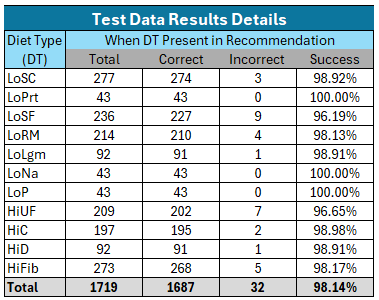 Test Data Results Details
Diet Type (DT) When DT Present in Recommendation
Total Correct Incorrect Success
LoSC 277 274 3 98.92%
LoPrt 43 43 0 100.00%
LoSF 236 227 9 96.19%
LoRM 214 210 4 98.13%
LoLgm 92 91 1 98.91%
LoNa 43 43 0 100.00%
LoP 43 43 0 100.00%
HiUF 209 202 7 96.65%
HiC 197 195 2 98.98%
HiD 92 91 1 98.91%
HiFib 273 268 5 98.17%
Total 1719 1687 32 98.14%